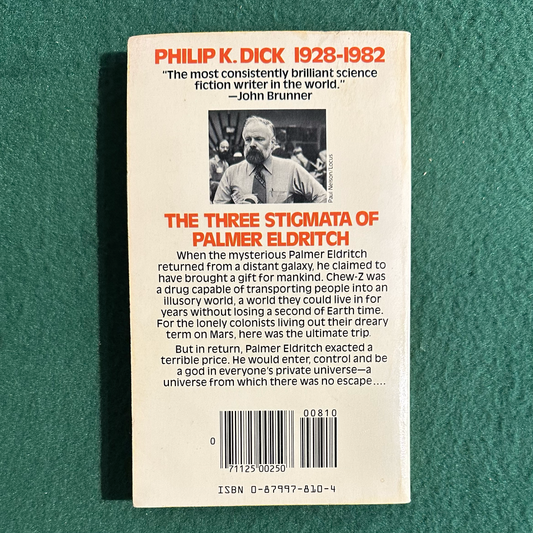 PHILIP K. DICK 1928-1982
"The most consistently brilliant science
fiction writer in the world."
—John Brunner
Paul Nelson/Locus
THE THREE STIGMATA OF
PALMER ELDRITCH
When the mysterious Palmer Eldritch
returned from a distant galaxy, he claimed to
have brought a gift for mankind. Chew-Z was
a drug capable of transporting people into an
illusory world, a world they could live in for
years without losing a second of Earth time.
For the lonely colonists living out their dreary
term on Mars, here was the ultimate trip.
But in return, Palmer Eldritch exacted a
terrible price. He would enter, control and be
a god in everyone's private universe—a
universe from which there was no escape....
00810
0
71125 00250
ISBN 0-87997-810-4